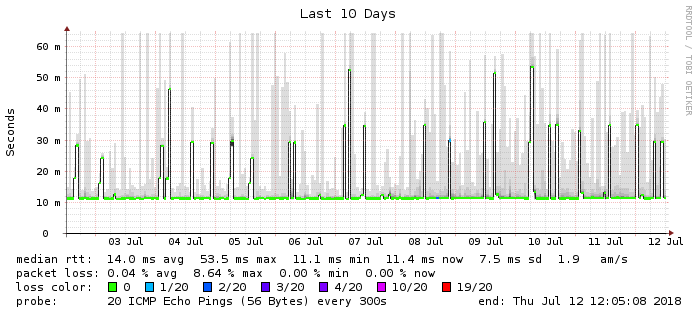 Last 10 Days
RRDTOOL / TOBI OETIKER
Seconds
60 m
50 m
40 m
30 m
20 m
10 m
0
03 Jul 04 Jul 05 Jul 06 Jul 07 Jul 08 Jul 09 Jul 10 Jul 11 Jul 12 Jul
median rtt: 14.0 ms avg 53.5 ms max 11.1 ms min 11.4 ms now 7.5 ms sd 1.9 am/s
packet loss: 0.04 % avg 8.64 % max 0.00 % min 0.00 % now
loss color: 0 1/20 2/20 3/20 4/20 10/20 19/20
probe: 20 ICMP Echo Pings (56 Bytes) every 300s end: Thu Jul 12 12:05:08 2018